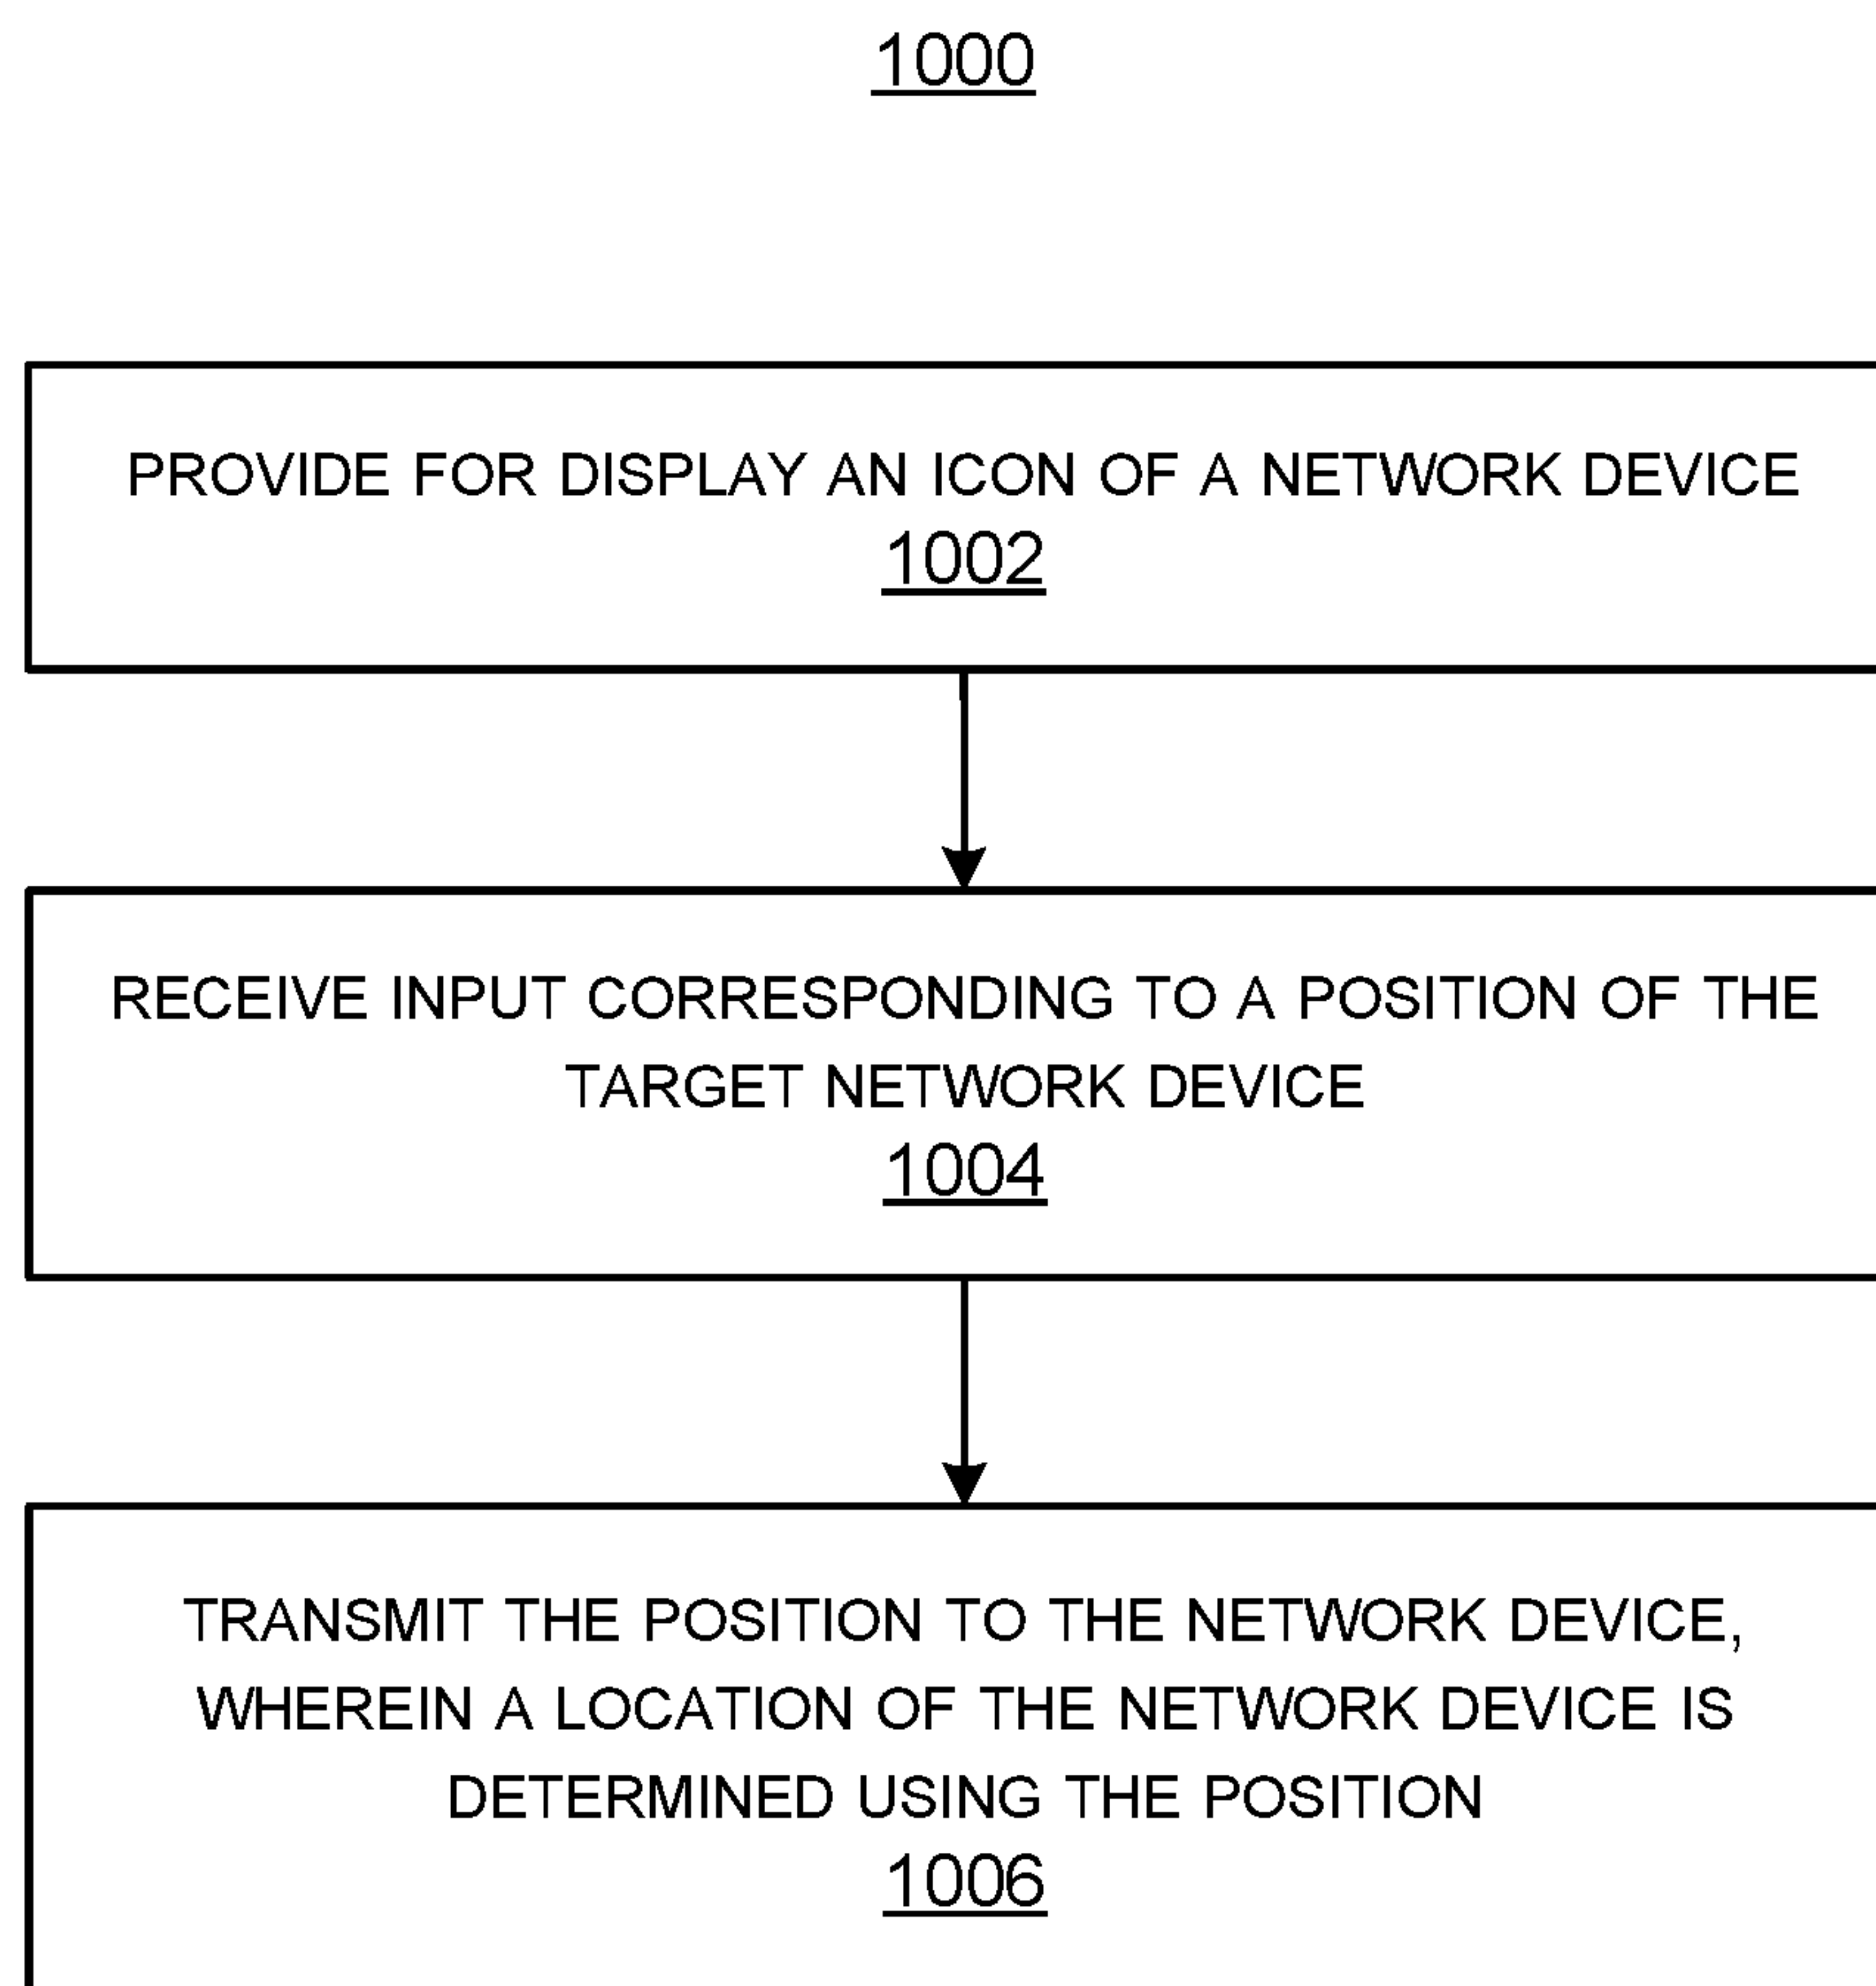 1000
PROVIDE FOR DISPLAY AN ICON OF A NETWORK DEVICE
1002
RECEIVE INPUT CORRESPONDING TO A POSITION OF THE
TARGET NETWORK DEVICE
1004
TRANSMIT THE POSITION TO THE NETWORK DEVICE,
WHEREIN A LOCATION OF THE NETWORK DEVICE IS
DETERMINED USING THE POSITION
1006